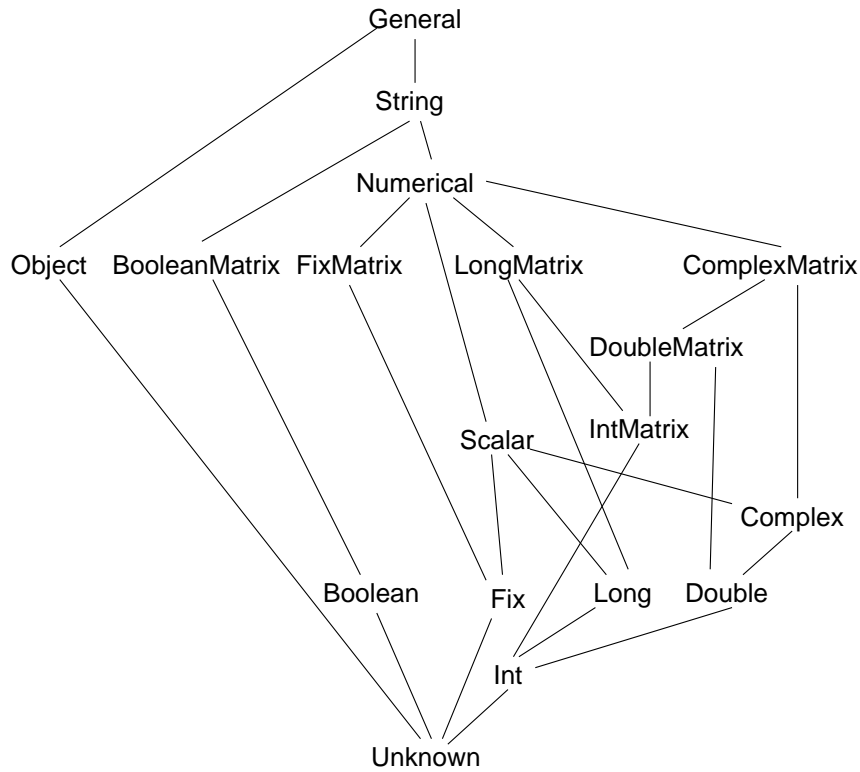 General
String
Numerical
Object
BooleanMatrix
FixMatrix
LongMatrix
ComplexMatrix
DoubleMatrix
IntMatrix
Scalar
Complex
Boolean
Fix
Long
Double
Int
Unknown